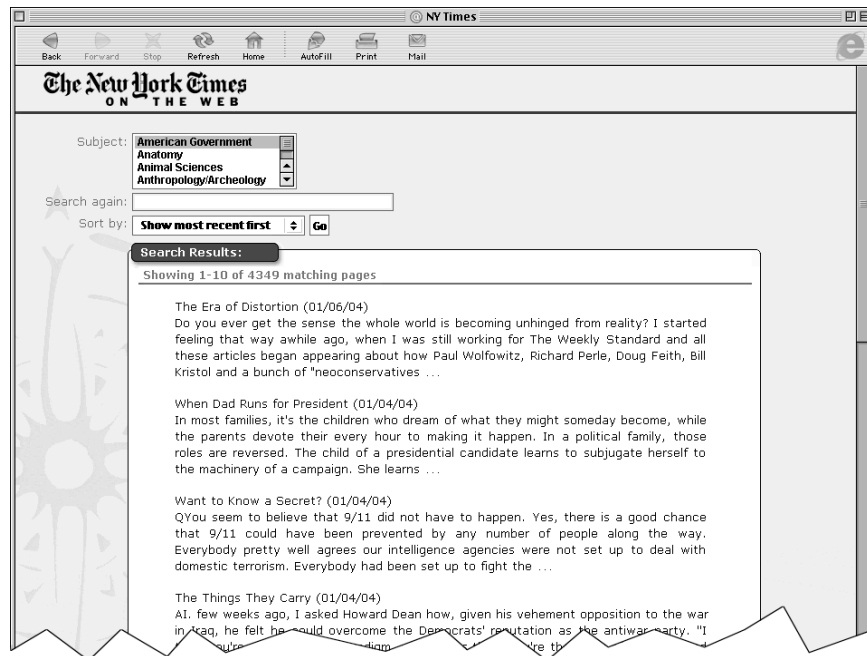 NY Times
Back Forward Stop Refresh Home AutoFill Print Mail
The New York Times
ON THE WEB
Subject: American Government
Anatomy
Animal Sciences
Anthropology/Archeology
Search again:
Sort by: Show most recent first Go
Search Results:
Showing 1-10 of 4349 matching pages
The Era of Distortion (01/06/04)
Do you ever get the sense the whole world is becoming unhinged from reality? I started
feeling that way awhile ago, when I was still working for The Weekly Standard and all
these articles began appearing about how Paul Wolfowitz, Richard Perle, Doug Feith, Bill
Kristol and a bunch of "neoconservatives ...
When Dad Runs for President (01/04/04)
In most families, it's the children who dream of what they might someday become, while
the parents devote their every hour to making it happen. In a political family, those
roles are reversed. The child of a presidential candidate learns to subjugate herself to
the machinery of a campaign. She learns ...
Want to Know a Secret? (01/04/04)
QYou seem to believe that 9/11 did not have to happen. Yes, there is a good chance
that 9/11 could have been prevented by any number of people along the way.
Everybody pretty well agrees our intelligence agencies were not set up to deal with
domestic terrorism. Everybody had been set up to fight the ...
The Things They Carry (01/04/04)
AI. few weeks ago, I asked Howard Dean how, given his vehement opposition to the war
in Iraq, he felt he could overcome the Democrats' reputation as the antiwar party. "I